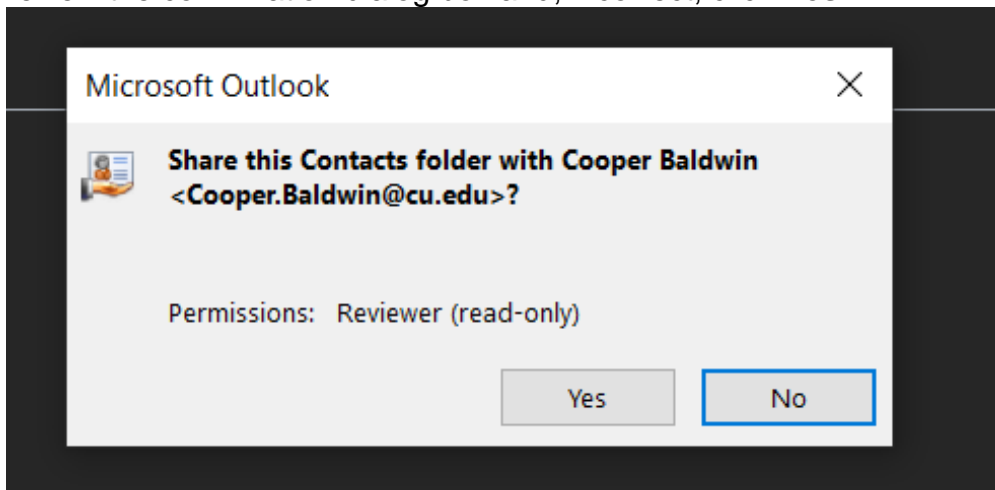 Microsoft Outlook
Share this Contacts folder with Cooper Baldwin
<Cooper.Baldwin@cu.edu>?
Permissions: Reviewer (read-only)
Yes No